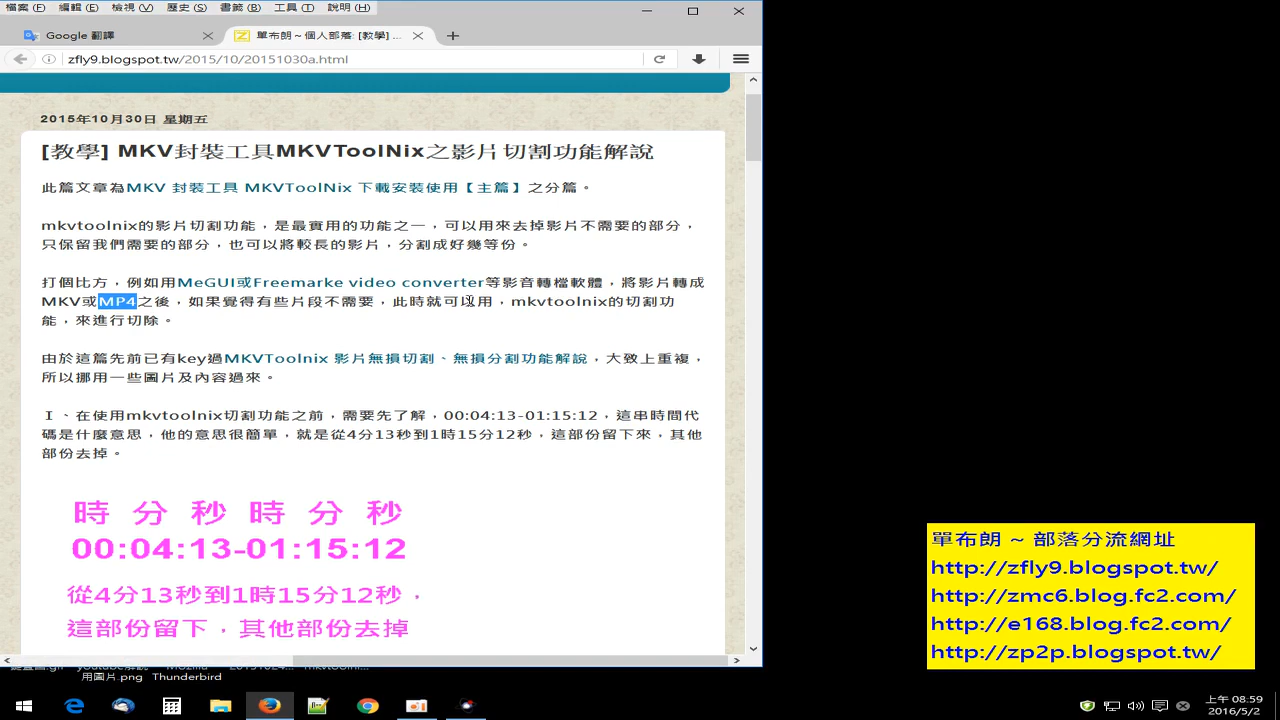 檔案 (F) 編輯 (E) 檢視 (V) 歷史 (S) 書籤 (B) 工具 (T) 說明 (H)
Google 翻譯
單布朗 ~ 個人部落: [教學] ...
zfly9.blogspot.tw/2015/10/20151030a.html
2015年10月30日 星期五
[教學] MKV封裝工具MKVToolNix之影片切割功能解說
此篇文章為MKV 封裝工具 MKVToolNix 下載安裝使用【主篇】之分篇。
mkvtoolnix的影片切割功能，是最實用的功能之一，可以用來去掉影片不需要的部分，
只保留我們需要的部分，也可以將較長的影片，分割成好幾等份。
打個比方，例如用MeGUI或Freemarke video converter等影音轉檔軟體，將影片轉成
MKV或MP4之後，如果覺得有些片段不需要，此時就可以用，mkvtoolnix的切割功
能，來進行切除。
由於這篇先前已有key過MKVToolnix 影片無損切割、無損分割功能解說，大致上重複，
所以挪用一些圖片及內容過來。
Ｉ、在使用mkvtoolnix切割功能之前，需要先了解，00:04:13-01:15:12，這串時間代
碼是什麼意思，他的意思很簡單，就是從4分13秒到1時15分12秒，這部份留下來，其他
部份去掉。
時 分 秒 時 分 秒
00:04:13-01:15:12
從4分13秒到1時15分12秒，
這部份留下，其他部份去掉
用圖片.png Thunderbird
單布朗 ~ 部落分流網址
http://zfly9.blogspot.tw/
http://zmc6.blog.fc2.com/
http://e168.blog.fc2.com/
http://zp2p.blogspot.tw/
上午 08:59
2016/5/2